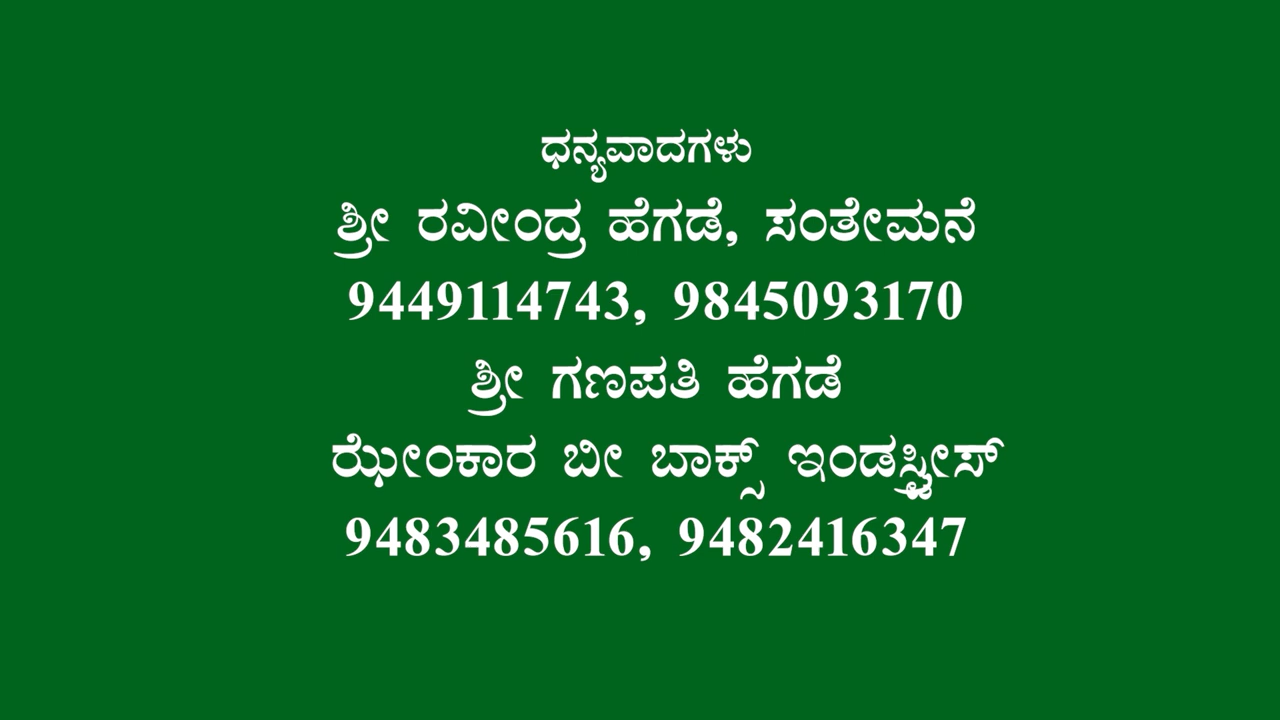 ಧನ್ಯವಾದಗಳು
ಶ್ರೀ ರವೀಂದ್ರ ಹೆಗಡೆ, ಸಂತೇಮನೆ
9449114743, 9845093170
ಶ್ರೀ ಗಣಪತಿ ಹೆಗಡೆ
ಝೇಂಕಾರ ಬೀ ಬಾಕ್ಸ್ ಇಂಡಸ್ಟ್ರೀಸ್
9483485616, 9482416347